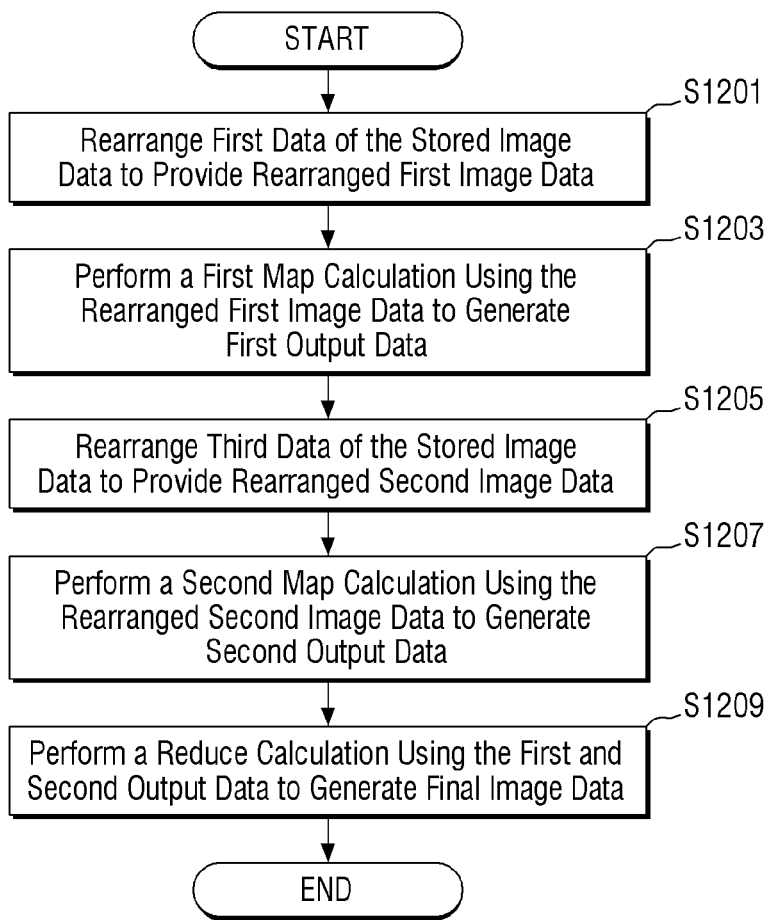 START
S1201
Rearrange First Data of the Stored Image
Data to Provide Rearranged First Image Data
S1203
Perform a First Map Calculation Using the
Rearranged First Image Data to Generate
First Output Data
S1205
Rearrange Third Data of the Stored Image
Data to Provide Rearranged Second Image Data
S1207
Perform a Second Map Calculation Using the
Rearranged Second Image Data to Generate
Second Output Data
S1209
Perform a Reduce Calculation Using the First and
Second Output Data to Generate Final Image Data
END